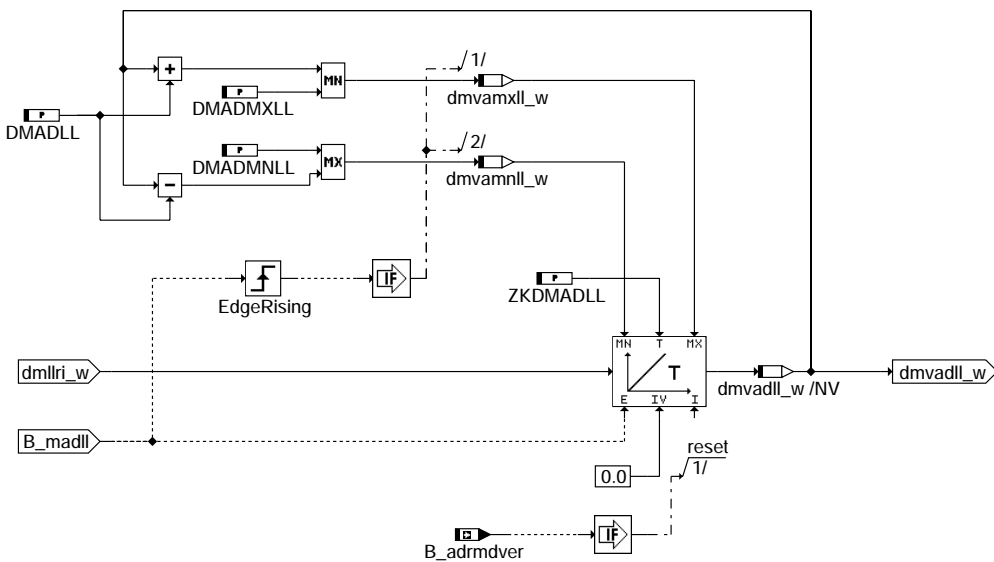 1/
+
P
MN
P
DMADMXLL
dmvamxll_w
DMADLL
2/
P
MX
DMADMNLL
dmvamnll_w
−
IF
P
EdgeRising
ZKDMADLL
MN T MX
dmllri_w
T
dmvadll_w
dmvadll_w /NV
E IV I
B_madll
reset
0.0
1/
IF
B_adrmdver